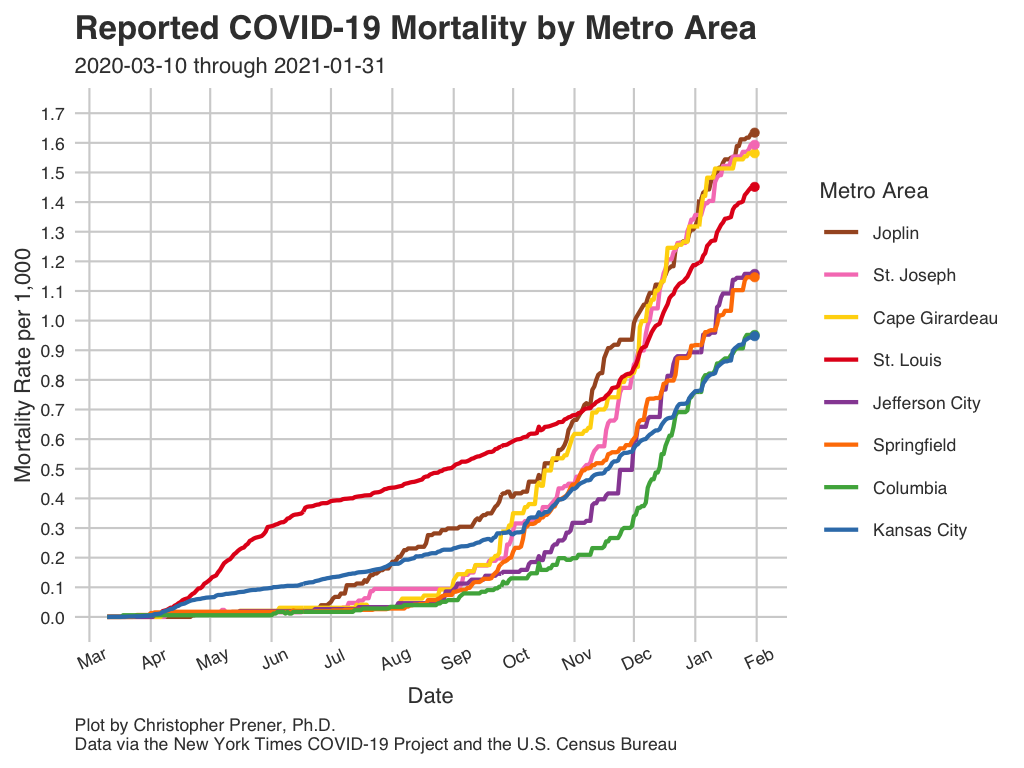 Reported COVID-19 Mortality by Metro Area
2020-03-10 through 2021-01-31
Mortality Rate per 1,000
1.7
1.6
1.5
1.4
1.3
1.2
1.1
1.0
0.9
0.8
0.7
0.6
0.5
0.4
0.3
0.2
0.1
0.0
Mar Apr May Jun Jul Aug Sep Oct Nov Dec Jan Feb
Date
Metro Area
Joplin
St. Joseph
Cape Girardeau
St. Louis
Jefferson City
Springfield
Columbia
Kansas City
Plot by Christopher Prener, Ph.D.
Data via the New York Times COVID-19 Project and the U.S. Census Bureau